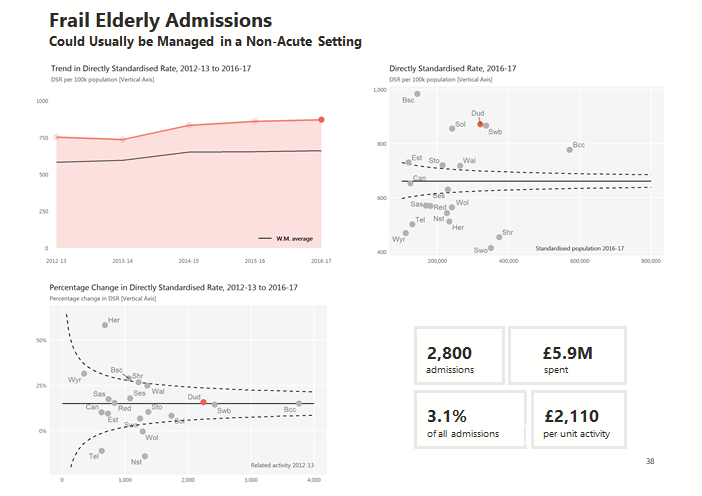 Frail Elderly Admissions
Could Usually be Managed in a Non-Acute Setting
Trend in Directly Standardised Rate, 2012-13 to 2016-17
DSR per 100k population [Vertical Axis]
1000
750
500
250
0
W.M. average
2012-13
2013-14
2014-15
2015-16
2016-17
Directly Standardised Rate, 2016-17
DSR per 100k population [Vertical Axis]
1,000
800
600
400
Bsc
Dud
Sol
Swb
Bcc
Est
Sto
Wal
Can
Ses
Sas
Red
Wol
Nst
Tel
Her
Wyr
Shr
Swo
Standardised population 2016-17
200,000
400,000
600,000
800,000
Percentage Change in Directly Standardised Rate, 2012-13 to 2016-17
Percentage change in DSR [Vertical Axis]
50%
25%
0%
Her
Wyr
Bsc
Shr
Wal
Sas
Ses
Dud
Can
Red
Sto
Swb
Bcc
Est
Swo
Sol
Wol
Tel
Nst
Related activity 2012-13
0
1,000
2,000
3,000
4,000
2,800
admissions
£5.9M
spent
3.1%
of all admissions
£2,110
per unit activity
38